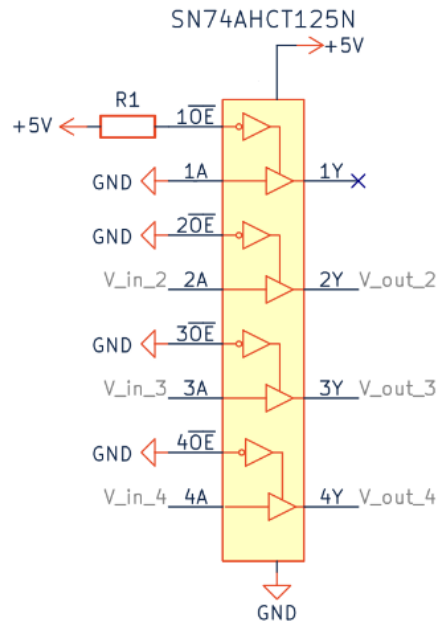 SN74AHCT125N
+5V
R1
+5V
1OE
GND
1A
1Y
GND
2OE
V_in_2
2A
2Y
V_out_2
GND
3OE
V_in_3
3A
3Y
V_out_3
GND
4OE
V_in_4
4A
4Y
V_out_4
GND